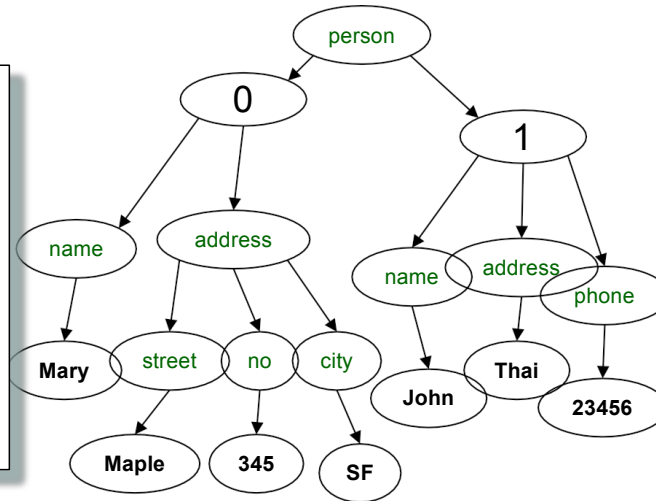 person
0
1
name
address
name
address
phone
Mary
street
no
city
John
Thai
23456
Maple
345
SF